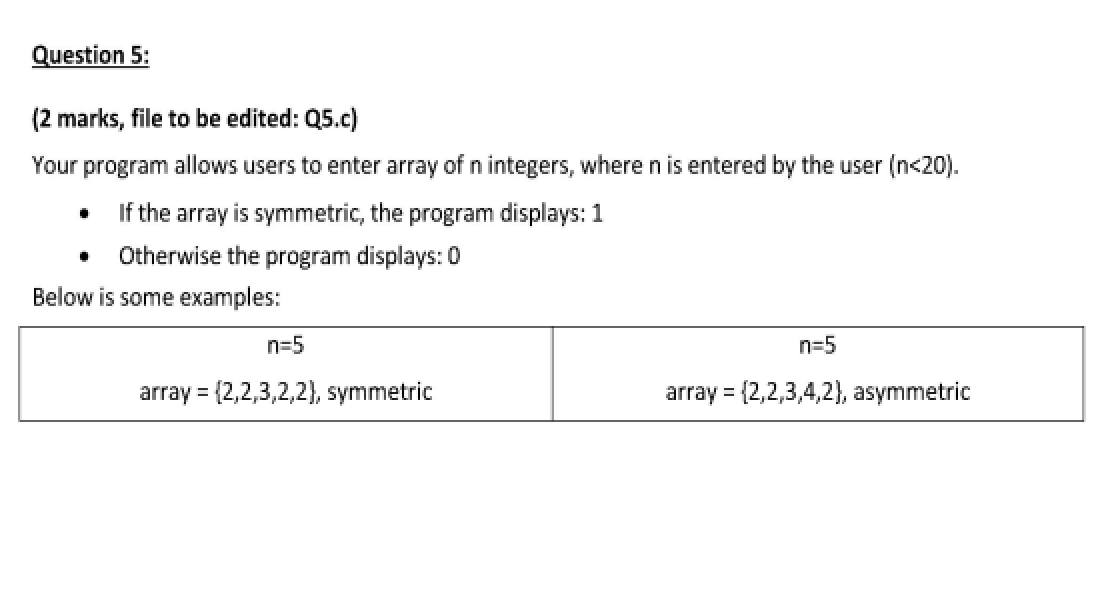 Question 5:
(2 marks, file to be edited: Q5.c)
Your program allows users to enter array of n integers, where n is entered by the user (n<20).
• If the array is symmetric, the program displays: 1
• Otherwise the program displays: 0
Below is some examples:
n=5
array = {2,2,3,2,2}, symmetric
n=5
array = {2,2,3,4,2}, asymmetric